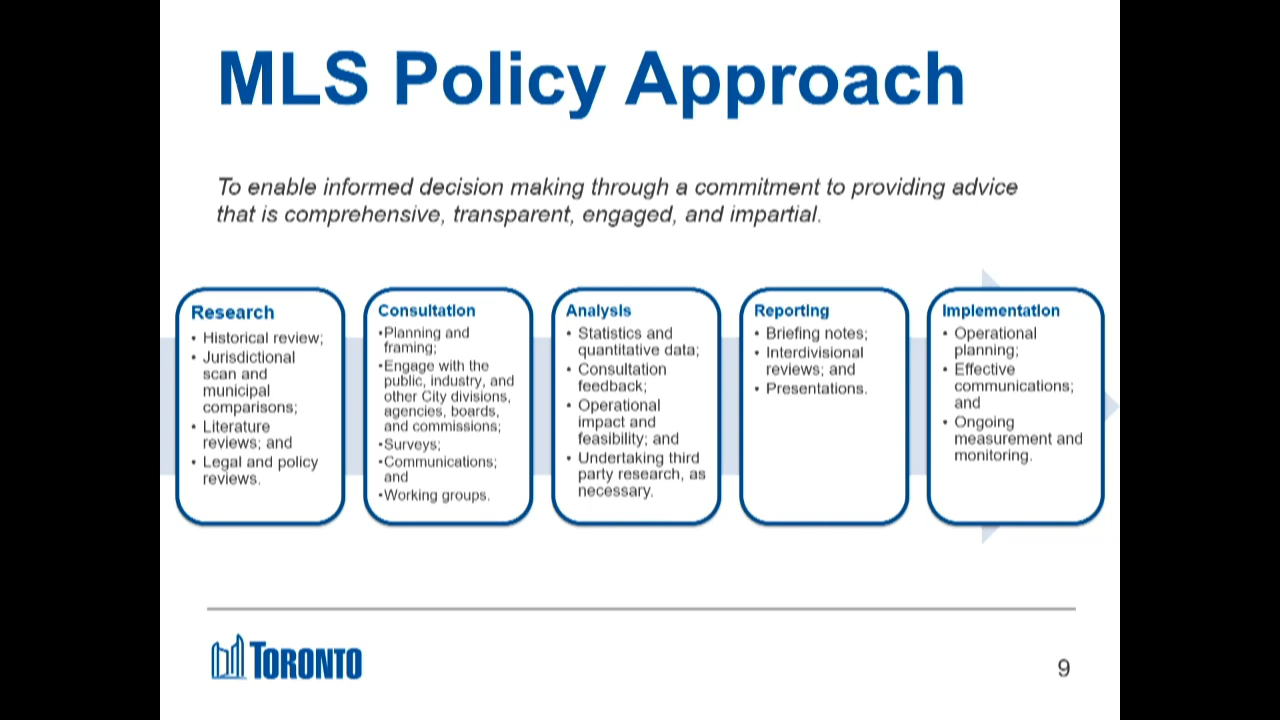 MLS Policy Approach
To enable informed decision making through a commitment to providing advice
that is comprehensive, transparent, engaged, and impartial.
Research
• Historical review;
• Jurisdictional
scan and
municipal
comparisons;
• Literature
reviews; and
• Legal and policy
reviews.
Consultation
•Planning and
framing;
•Engage with the
public, industry, and
other City divisions,
agencies, boards,
and commissions;
•Surveys;
•Communications;
and
•Working groups.
Analysis
• Statistics and
quantitative data;
• Consultation
feedback;
• Operational
impact and
feasibility; and
• Undertaking third
party research, as
necessary.
Reporting
• Briefing notes;
• Interdivisional
reviews; and
• Presentations.
Implementation
• Operational
planning;
• Effective
communications;
and
• Ongoing
measurement and
monitoring.
TORONTO
9